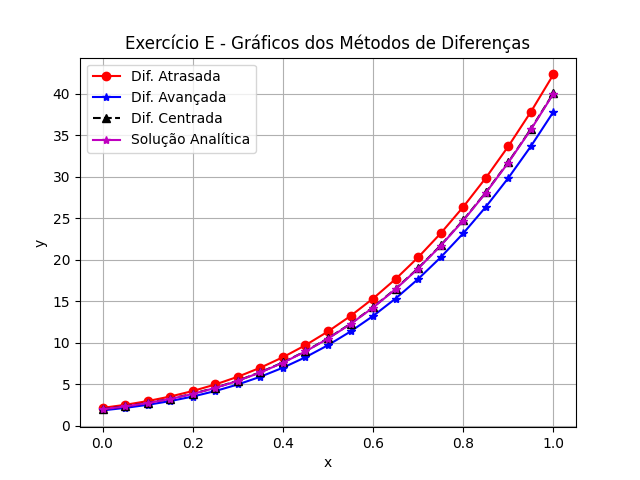 Exercício E - Gráficos dos Métodos de Diferenças
Dif. Atrasada
Dif. Avançada
Dif. Centrada
Solução Analítica
40
35
30
25
20
15
10
5
0
y
0.0 0.2 0.4 0.6 0.8 1.0
x